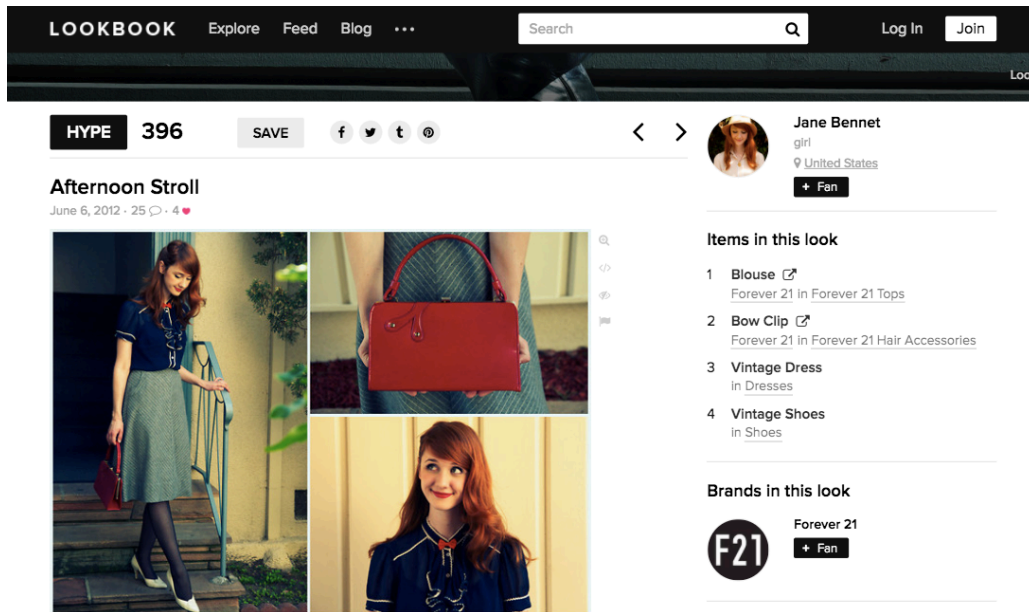 LOOKBOOK Explore Feed Blog ••• Search Log In Join
HYPE 396 SAVE
Afternoon Stroll
June 6, 2012 · 25 · 4
Jane Bennet
girl
United States
+ Fan
Items in this look
1 Blouse
Forever 21 in Forever 21 Tops
2 Bow Clip
Forever 21 in Forever 21 Hair Accessories
3 Vintage Dress
in Dresses
4 Vintage Shoes
in Shoes
Brands in this look
F21
Forever 21
+ Fan